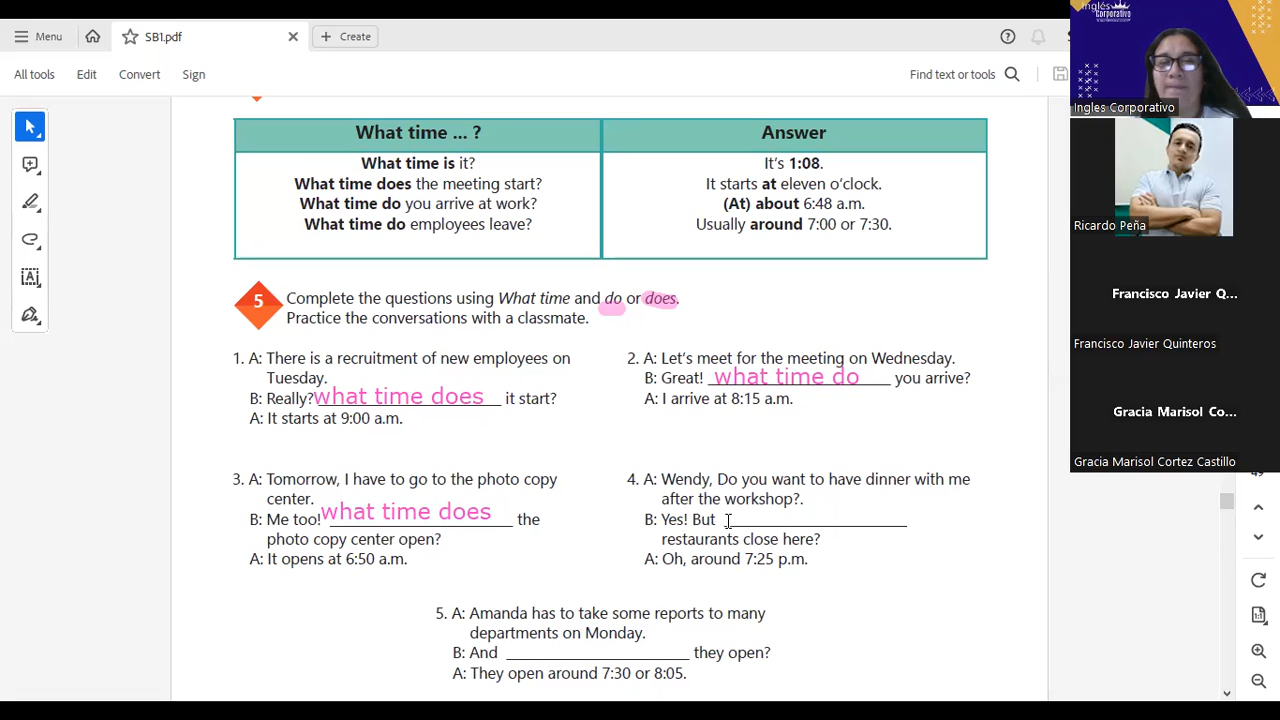 Menu
SB1.pdf
Create
All tools
Edit
Convert
Sign
Find text or tools
What time ... ?
Answer
What time is it?
It's 1:08.
What time does the meeting start?
It starts at eleven o'clock.
What time do you arrive at work?
(At) about 6:48 a.m.
What time do employees leave?
Usually around 7:00 or 7:30.
5
Complete the questions using What time and do or does.
Practice the conversations with a classmate.
1. A: There is a recruitment of new employees on
Tuesday.
B: Really? what time does it start?
A: It starts at 9:00 a.m.
2. A: Let's meet for the meeting on Wednesday.
B: Great! what time do you arrive?
A: I arrive at 8:15 a.m.
3. A: Tomorrow, I have to go to the photo copy
center.
B: Me too! what time does the
photo copy center open?
A: It opens at 6:50 a.m.
4. A: Wendy, Do you want to have dinner with me
after the workshop?.
B: Yes! But ____________________
restaurants close here?
A: Oh, around 7:25 p.m.
5. A: Amanda has to take some reports to many
departments on Monday.
B: And ____________________ they open?
A: They open around 7:30 or 8:05.
Inglés
corporativo
Ingles Corporativo
Ricardo Peña
Francisco Javier Q...
Francisco Javier Quinteros
Gracia Marisol Co...
Gracia Marisol Cortez Castillo